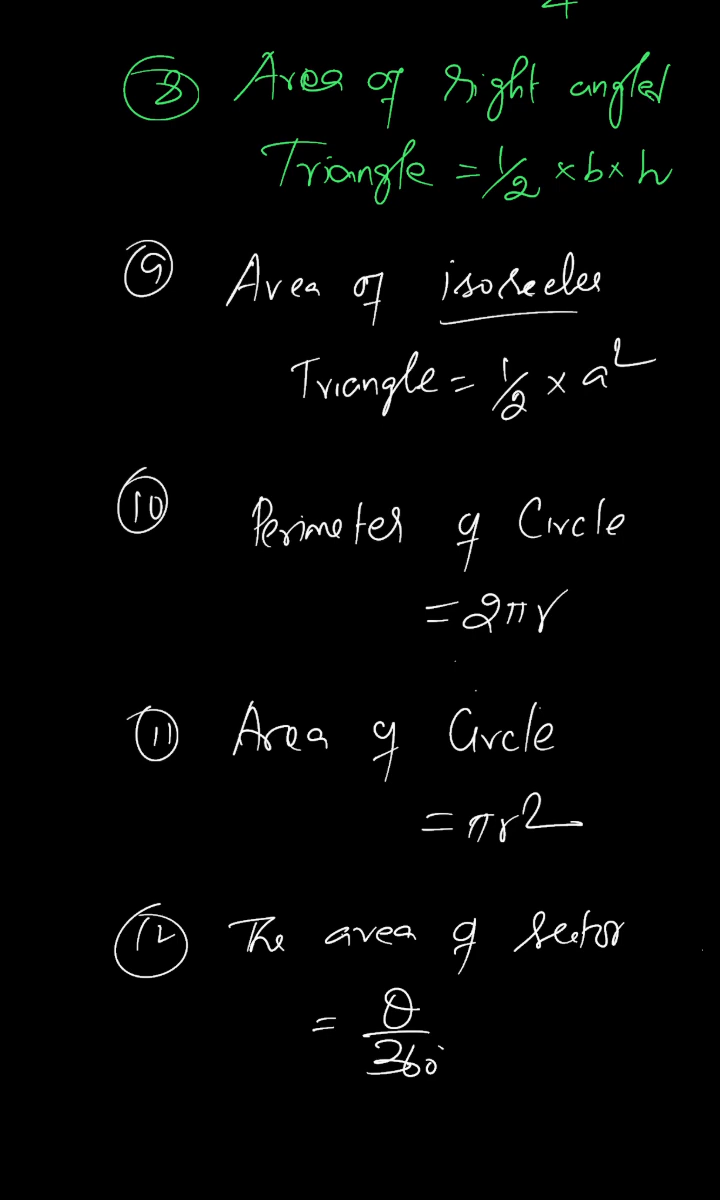 4
⑧ Area of right angled
Triangle = 1/2 × b × h
⑨ Area of isosceles
Triangle = 1/2 × a²
⑩ Perimeter of Circle
= 2πr
⑪ Area of Circle
= πr2
⑫ The area of sector
= θ/360°